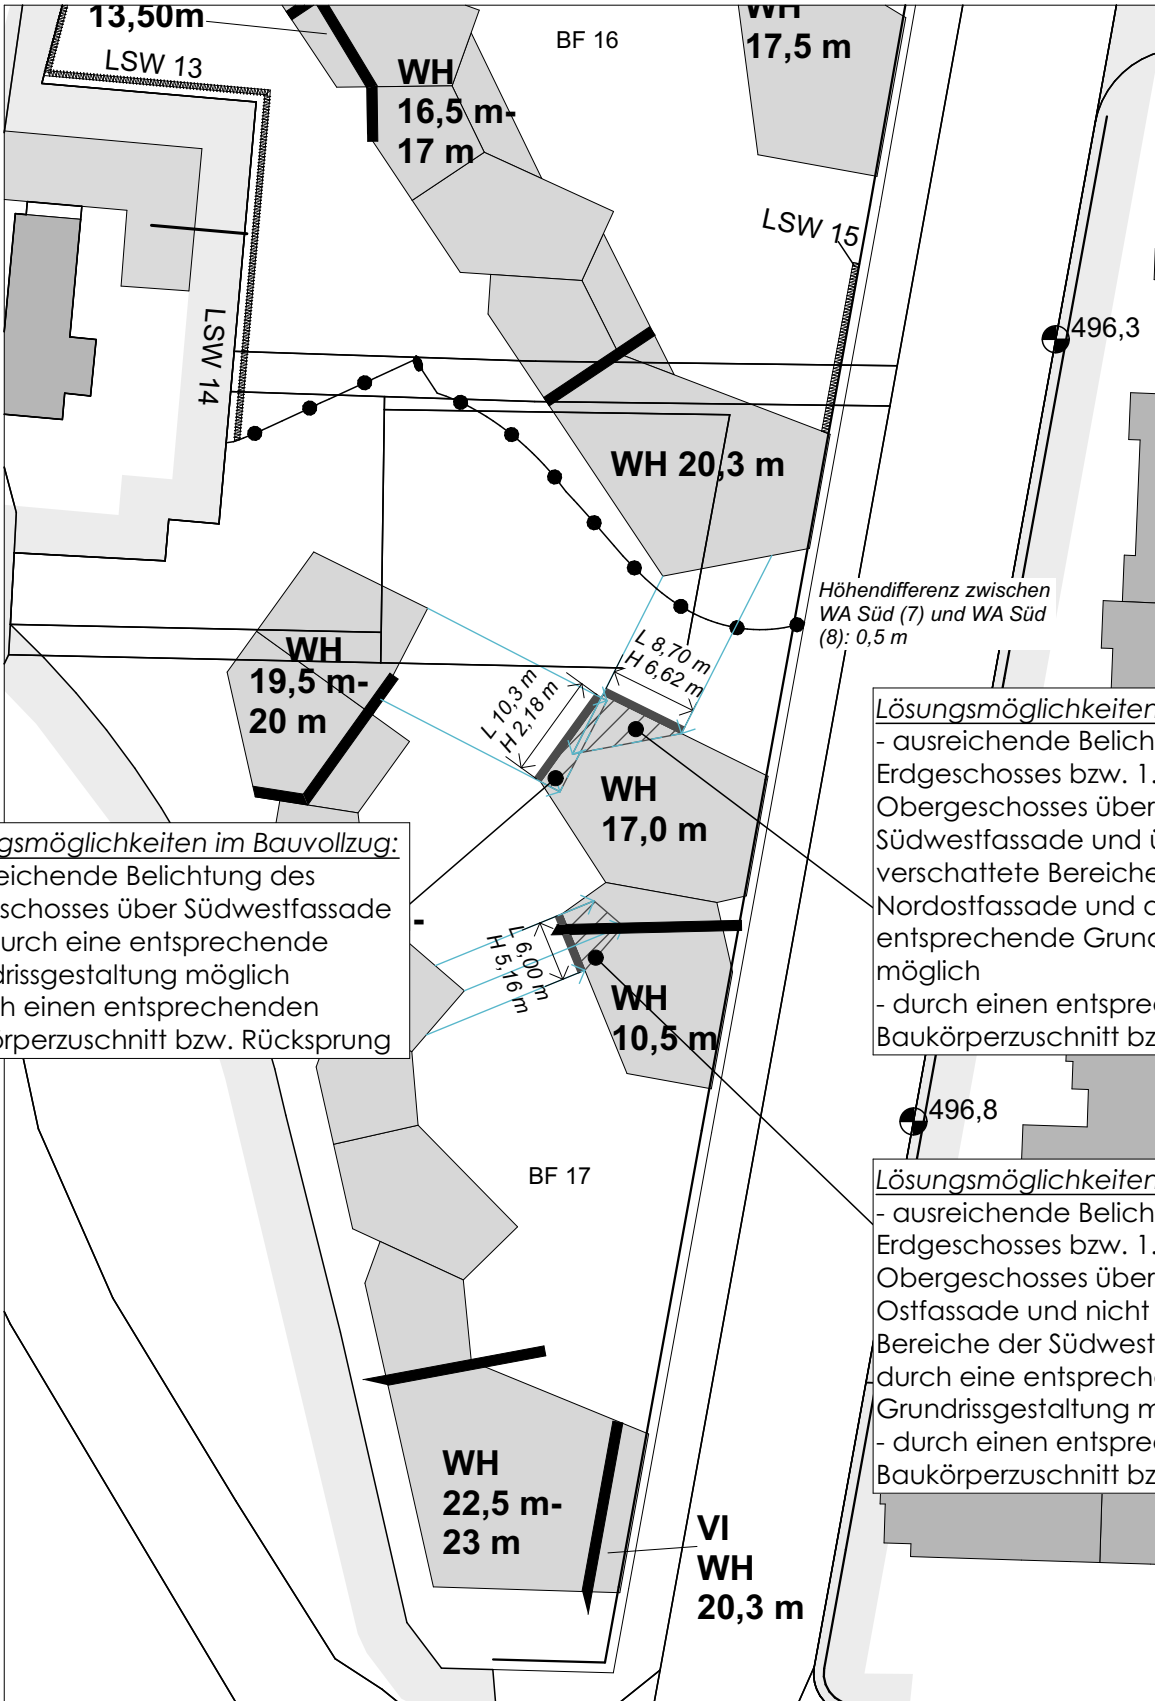 13,50m
LSW 13
WH
16,5 m-
17 m
BF 16
WH
17,5 m
LSW 15
LSW 14
496,3
WH 20,3 m
Höhendifferenz zwischen
WA Süd (7) und WA Süd
(8): 0,5 m
WH
19,5 m-
20 m
L 10,3 m
H 2,18 m
L 8,70 m
H 6,62 m
WH
17,0 m
Lösungsmöglichkeiten
- ausreichende Belich
Erdgeschosses bzw. 1.
Obergeschosses über
Südwestfassade und ü
verschattete Bereiche
Nordostfassade und d
entsprechende Grund
möglich
- durch einen entspre
Baukörperzuschnitt bz
gsmöglichkeiten im Bauvollzug:
eichende Belichtung des
schosses über Südwestfassade
urch eine entsprechende
drissgestaltung möglich
h einen entsprechenden
örperzuschnitt bzw. Rücksprung
-
L 6,00 m
H 5,16 m
WH
10,5 m
496,8
BF 17
Lösungsmöglichkeiten
- ausreichende Belich
Erdgeschosses bzw. 1.
Obergeschosses über
Ostfassade und nicht
Bereiche der Südwest
durch eine entsprech
Grundrissgestaltung m
- durch einen entspre
Baukörperzuschnitt bz
WH
22,5 m-
23 m
VI
WH
20,3 m